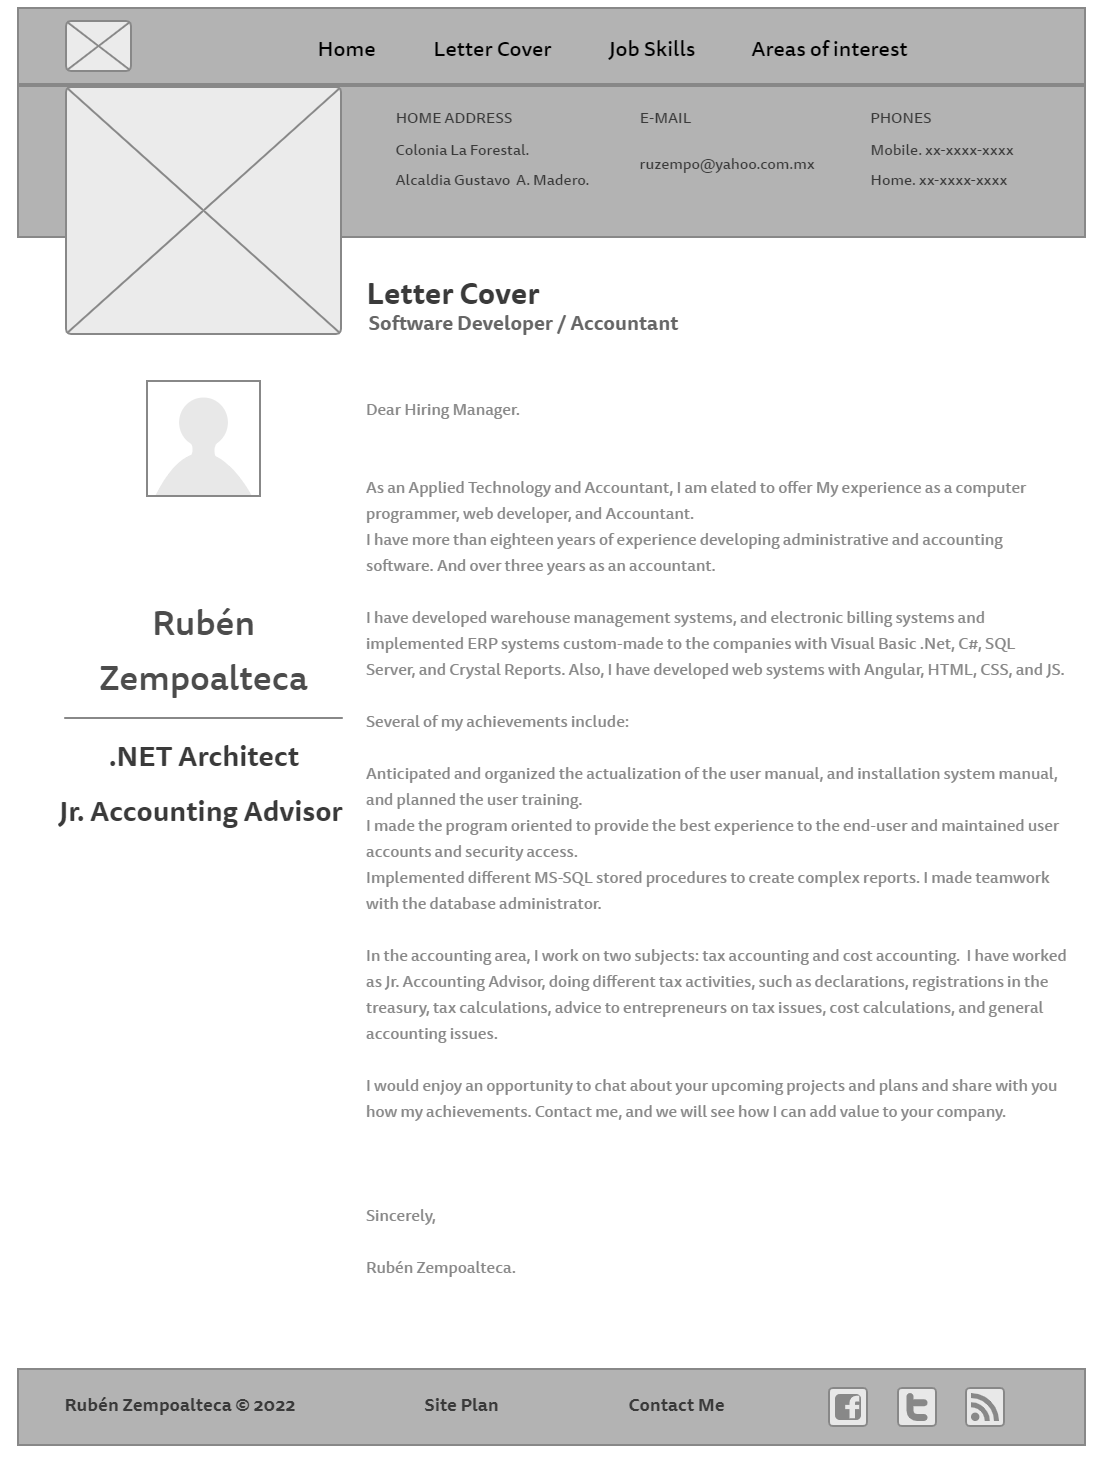 Home Letter Cover Job Skills Areas of interest
HOME ADDRESS
Colonia La Forestal.
Alcaldia Gustavo A. Madero.
E-MAIL
ruzempo@yahoo.com.mx
PHONES
Mobile. xx-xxxx-xxxx
Home. xx-xxxx-xxxx
Rubén
Zempoalteca
.NET Architect
Jr. Accounting Advisor
Letter Cover
Software Developer / Accountant
Dear Hiring Manager.
As an Applied Technology and Accountant, I am elated to offer My experience as a computer
programmer, web developer, and Accountant.
I have more than eighteen years of experience developing administrative and accounting
software. And over three years as an accountant.
I have developed warehouse management systems, and electronic billing systems and
implemented ERP systems custom-made to the companies with Visual Basic .Net, C#, SQL
Server, and Crystal Reports. Also, I have developed web systems with Angular, HTML, CSS, and JS.
Several of my achievements include:
Anticipated and organized the actualization of the user manual, and installation system manual,
and planned the user training.
I made the program oriented to provide the best experience to the end-user and maintained user
accounts and security access.
Implemented different MS-SQL stored procedures to create complex reports. I made teamwork
with the database administrator.
In the accounting area, I work on two subjects: tax accounting and cost accounting. I have worked
as Jr. Accounting Advisor, doing different tax activities, such as declarations, registrations in the
treasury, tax calculations, advice to entrepreneurs on tax issues, cost calculations, and general
accounting issues.
I would enjoy an opportunity to chat about your upcoming projects and plans and share with you
how my achievements. Contact me, and we will see how I can add value to your company.
Sincerely,
Rubén Zempoalteca.
Rubén Zempoalteca © 2022 Site Plan Contact Me